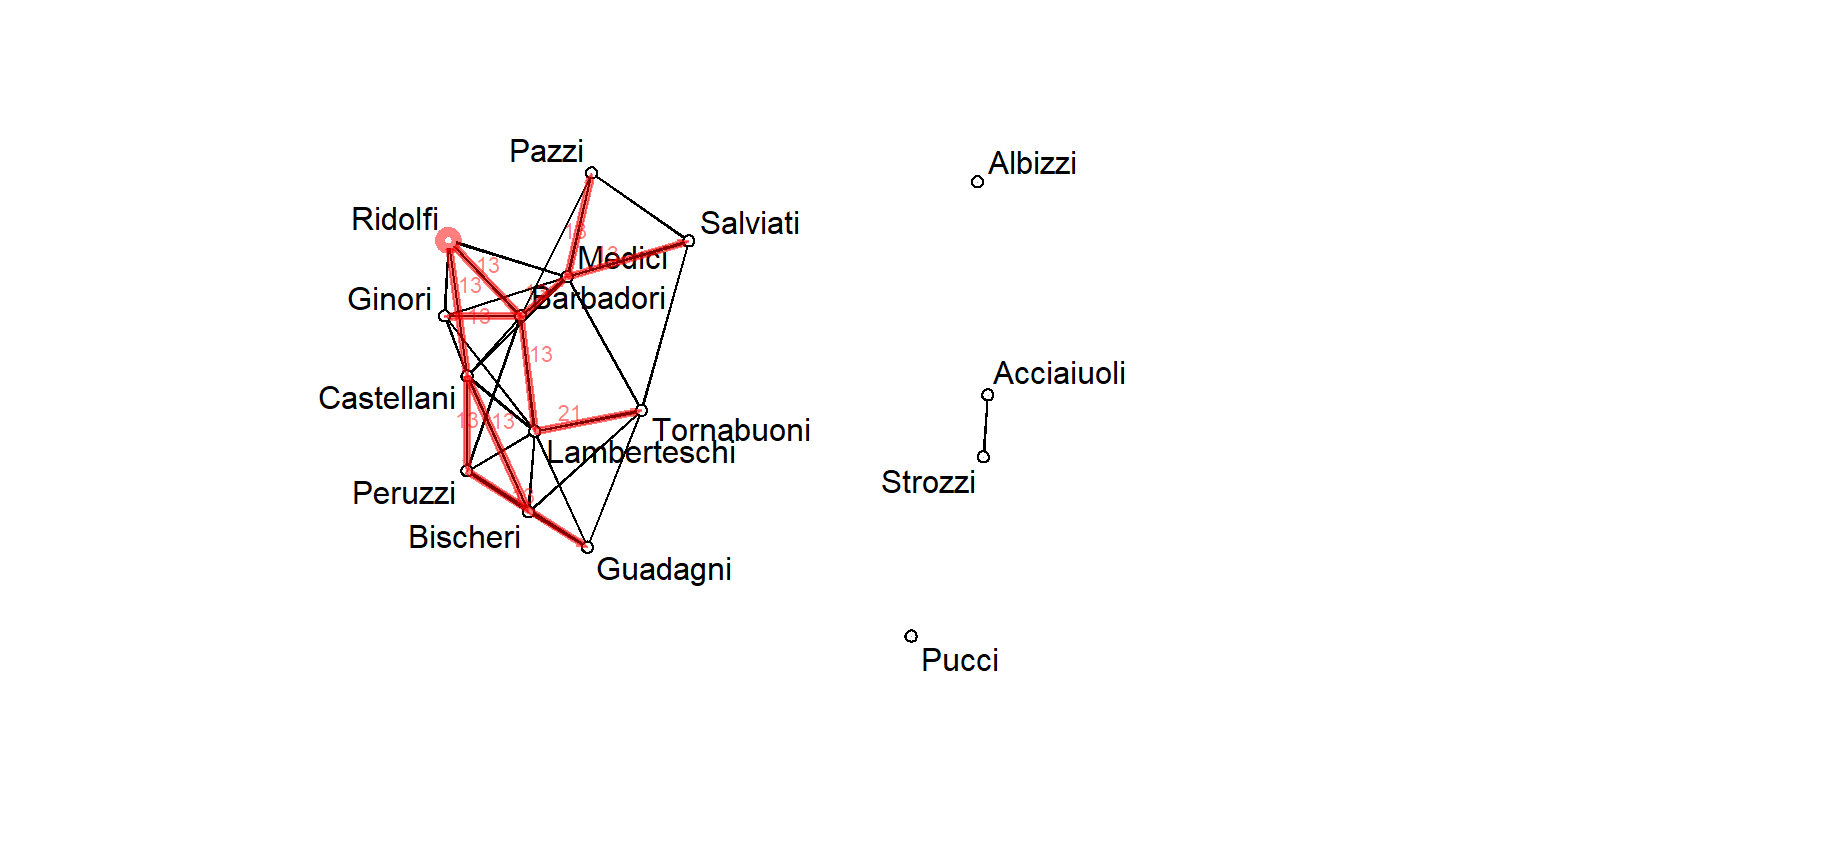 Pazzi
Albizzi
Ridolfi
Salviati
13
13
Medici
13
13
Ginori
Barbadori
13
13
Acciaiuoli
Castellani
13
13
21
Tornabuoni
Lamberteschi
Strozzi
Peruzzi
Bischeri
Guadagni
Pucci